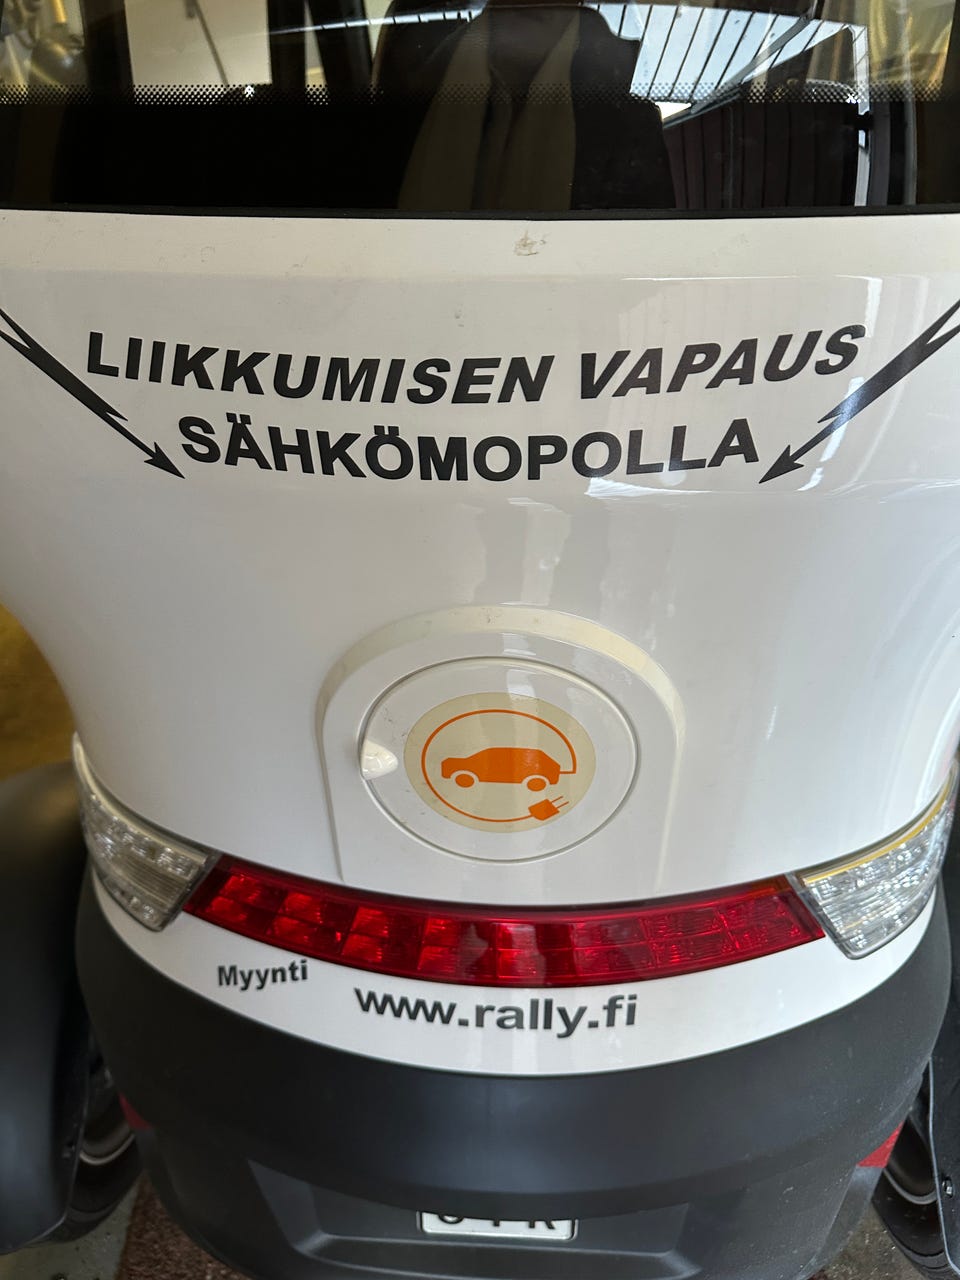 LIIKKUMISEN VAPAUS
SÄHKÖMOPOLLA
Myynti
www.rally.fi